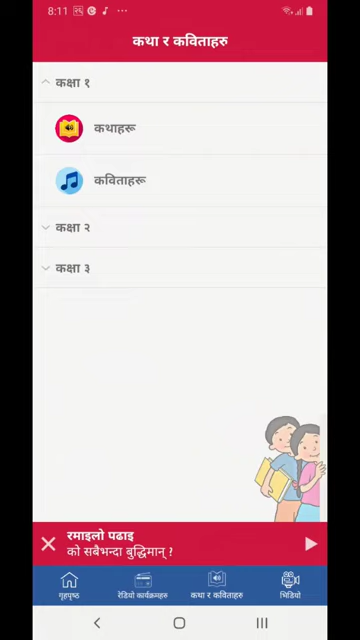 8:11
कथा र कविताहरु
कक्षा १
कथाहरू
कविताहरू
कक्षा २
कक्षा ३
रमाइलो पढाइ
को सबैभन्दा बुद्धिमान् ?
गृहपृष्ठ
रेडियो कार्यक्रमहरु
कथा र कविताहरु
भिडियो